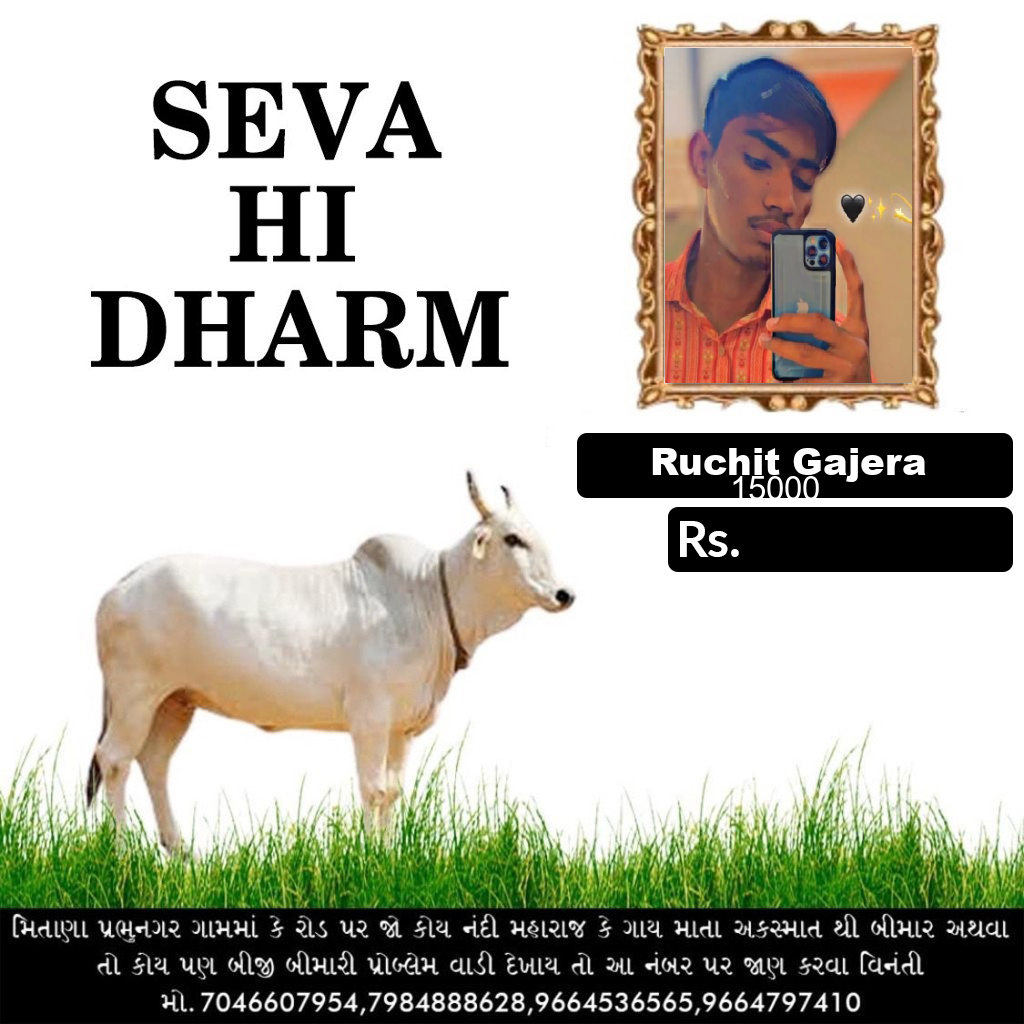 SEVA
HI
DHARM
Ruchit Gajera
15000
Rs.
મિતાણા પ્રભુનગર ગામમાં કે રોડ પર જો કોય નંદી મહારાજ કે ગાય માતા અકસ્માત થી બીમાર અથવા
તો કોય પણ બીજી બીમારી પ્રોબ્લેમ વાડી દેખાય તો આ નંબર પર જાણ કરવા વિનંતી
મો. 7046607954,7984888628,9664536565,9664797410